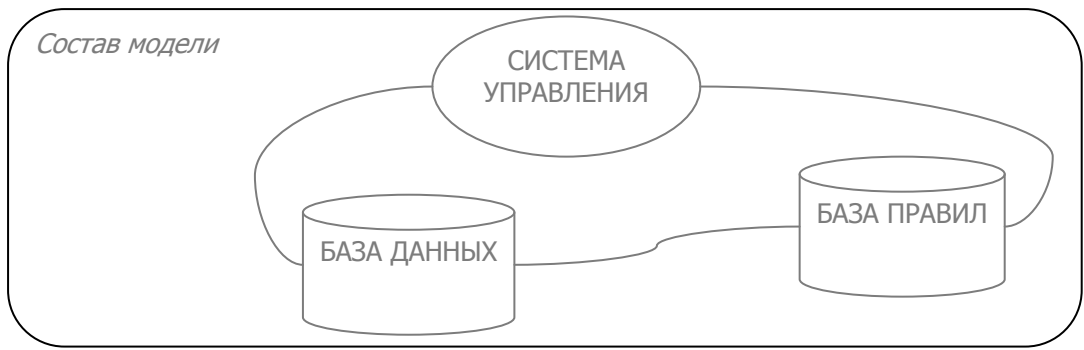 Состав модели
СИСТЕМА
УПРАВЛЕНИЯ
БАЗА ПРАВИЛ
БАЗА ДАННЫХ